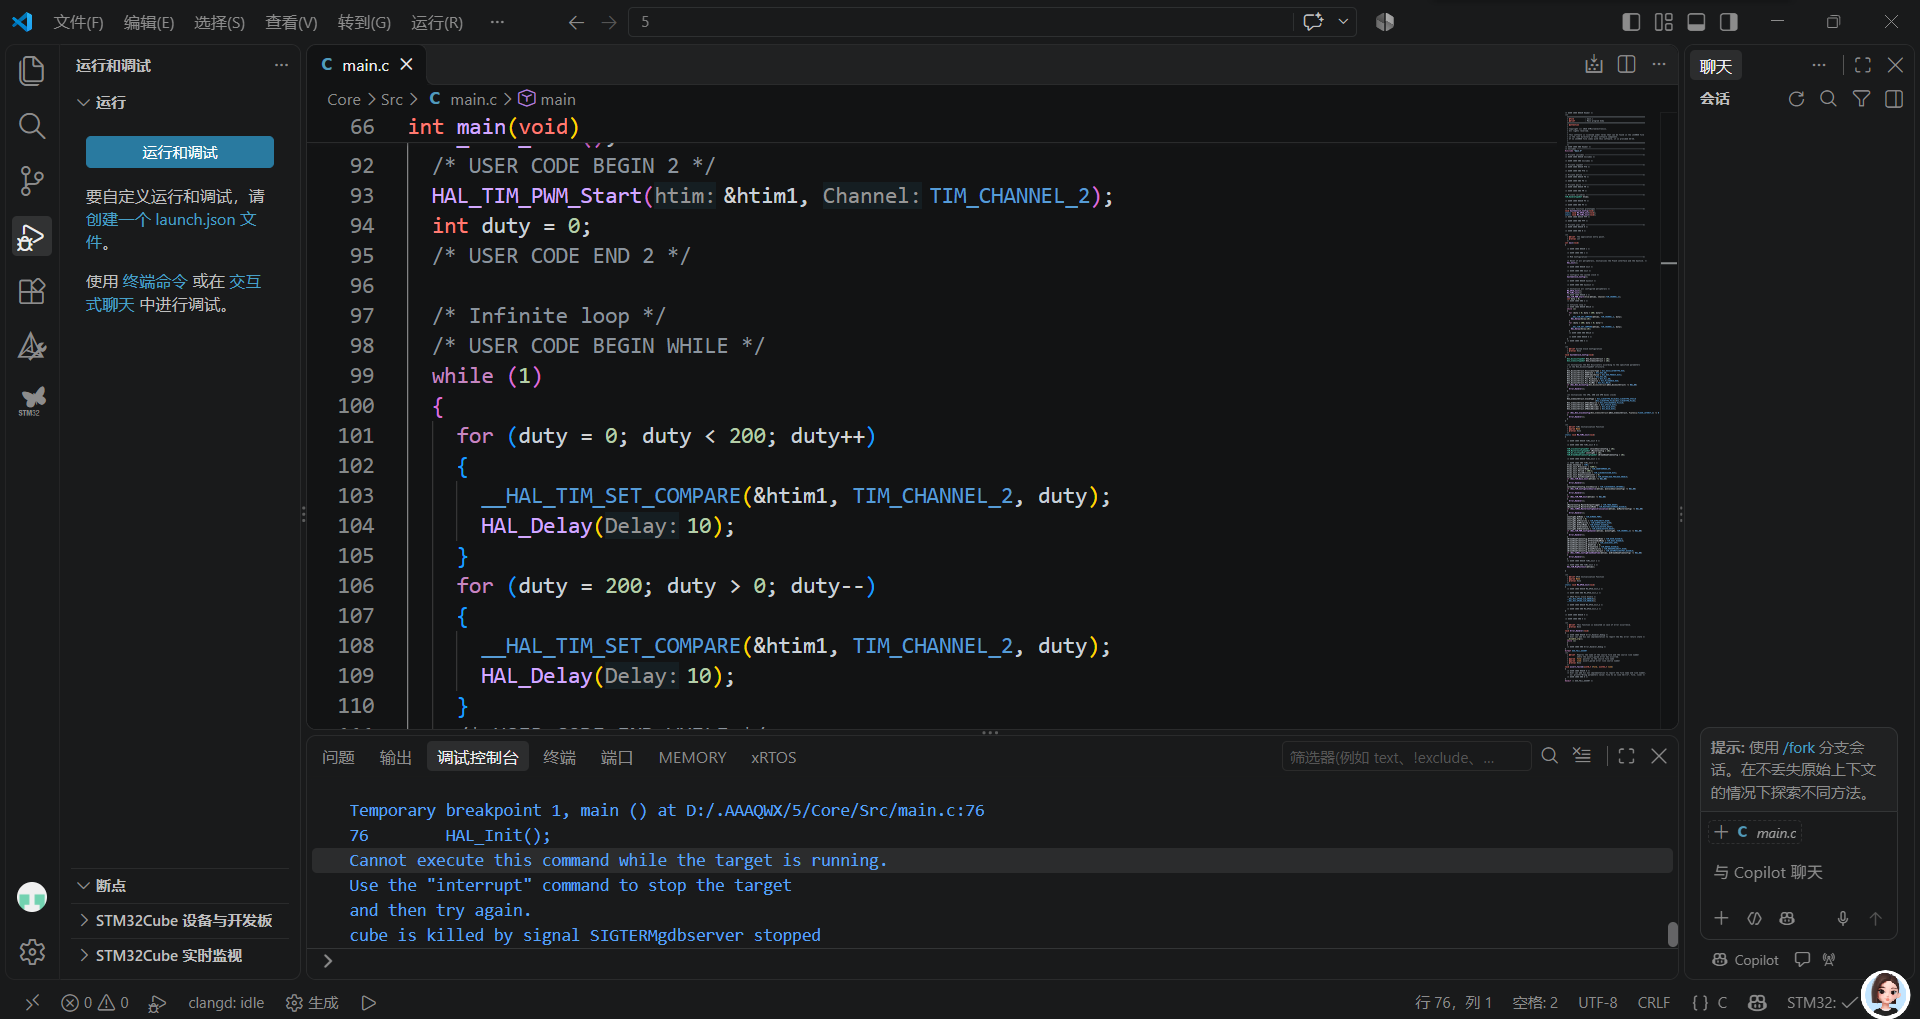 文件(F) 编辑(E) 选择(S) 查看(V) 转到(G) 运行(R) ··· 5
运行和调试
运行
运行和调试
要自定义运行和调试，请
创建一个 launch.json 文
件。
使用 终端命令 或在 交互
式聊天 中进行调试。
断点
STM32Cube 设备与开发板
STM32Cube 实时监视
STM32
C main.c
Core > Src > C main.c > main
66 int main(void)
92 /* USER CODE BEGIN 2 */
93 HAL_TIM_PWM_Start(htim: &htim1, Channel: TIM_CHANNEL_2);
94 int duty = 0;
95 /* USER CODE END 2 */
96
97 /* Infinite loop */
98 /* USER CODE BEGIN WHILE */
99 while (1)
100 {
101 for (duty = 0; duty < 200; duty++)
102 {
103 __HAL_TIM_SET_COMPARE(&htim1, TIM_CHANNEL_2, duty);
104 HAL_Delay(Delay: 10);
105 }
106 for (duty = 200; duty > 0; duty--)
107 {
108 __HAL_TIM_SET_COMPARE(&htim1, TIM_CHANNEL_2, duty);
109 HAL_Delay(Delay: 10);
110 }
问题 输出 调试控制台 终端 端口 MEMORY xRTOS 筛选器(例如 text、!exclude、...
Temporary breakpoint 1, main () at D:/.AAAQWX/5/Core/Src/main.c:76
76 HAL_Init();
Cannot execute this command while the target is running.
Use the "interrupt" command to stop the target
and then try again.
cube is killed by signal SIGTERMgdbserver stopped
聊天
会话
提示: 使用 /fork 分支会
话。在不丢失原始上下文
的情况下探索不同方法。
C main.c
与 Copilot 聊天
Copilot
0 0 clangd: idle 生成 行 76，列 1 空格: 2 UTF-8 CRLF {} C STM32: